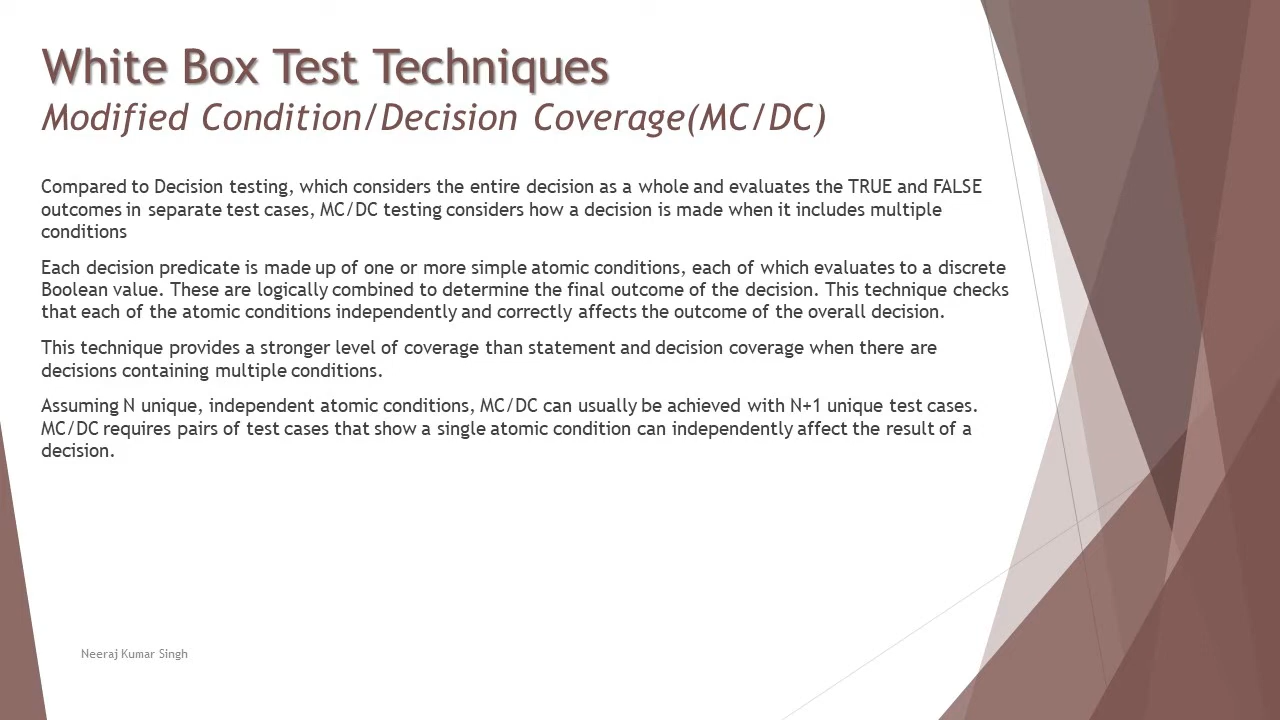 White Box Test Techniques
Modified Condition/Decision Coverage(MC/DC)
Compared to Decision testing, which considers the entire decision as a whole and evaluates the TRUE and FALSE
outcomes in separate test cases, MC/DC testing considers how a decision is made when it includes multiple
conditions
Each decision predicate is made up of one or more simple atomic conditions, each of which evaluates to a discrete
Boolean value. These are logically combined to determine the final outcome of the decision. This technique checks
that each of the atomic conditions independently and correctly affects the outcome of the overall decision.
This technique provides a stronger level of coverage than statement and decision coverage when there are
decisions containing multiple conditions.
Assuming N unique, independent atomic conditions, MC/DC can usually be achieved with N+1 unique test cases.
MC/DC requires pairs of test cases that show a single atomic condition can independently affect the result of a
decision.
Neeraj Kumar Singh